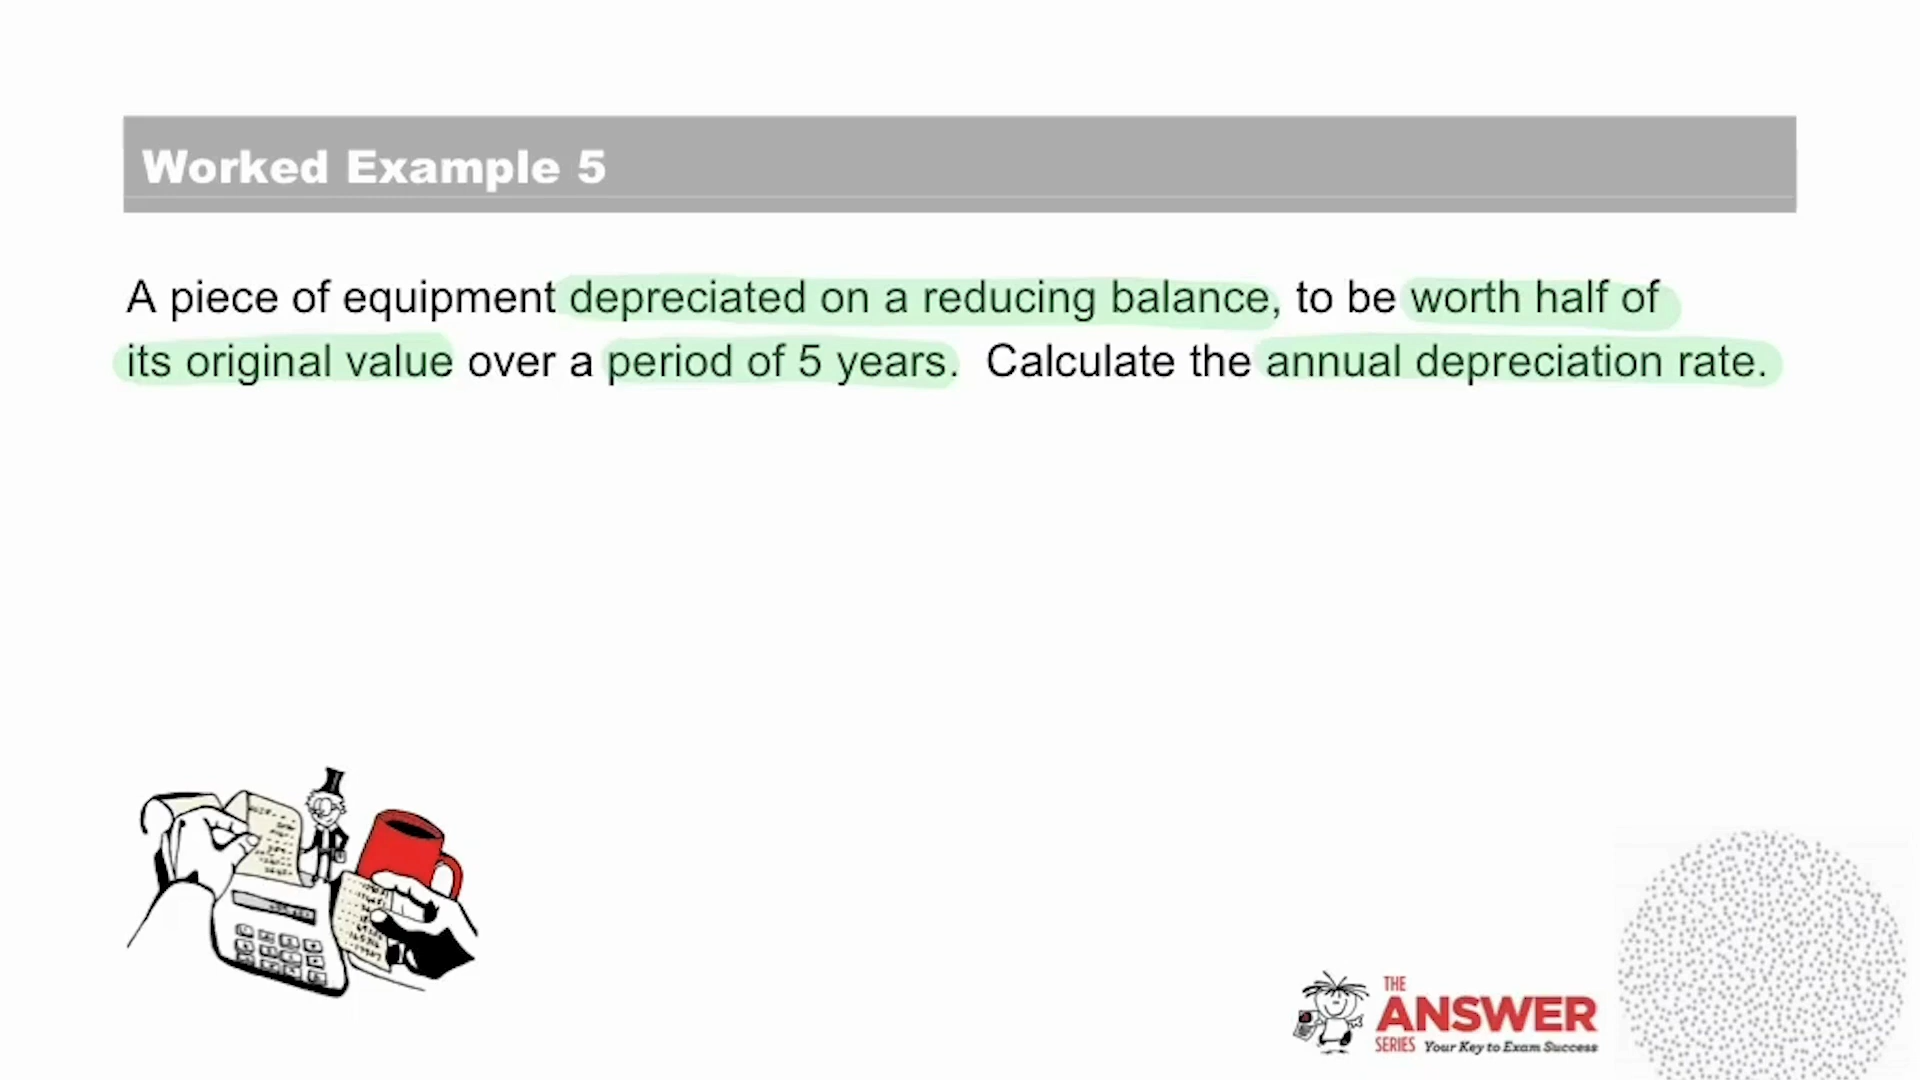 Worked Example 5
A piece of equipment depreciated on a reducing balance, to be worth half of
its original value over a period of 5 years. Calculate the annual depreciation rate.
THE
ANSWER
SERIES Your Key to Exam Success